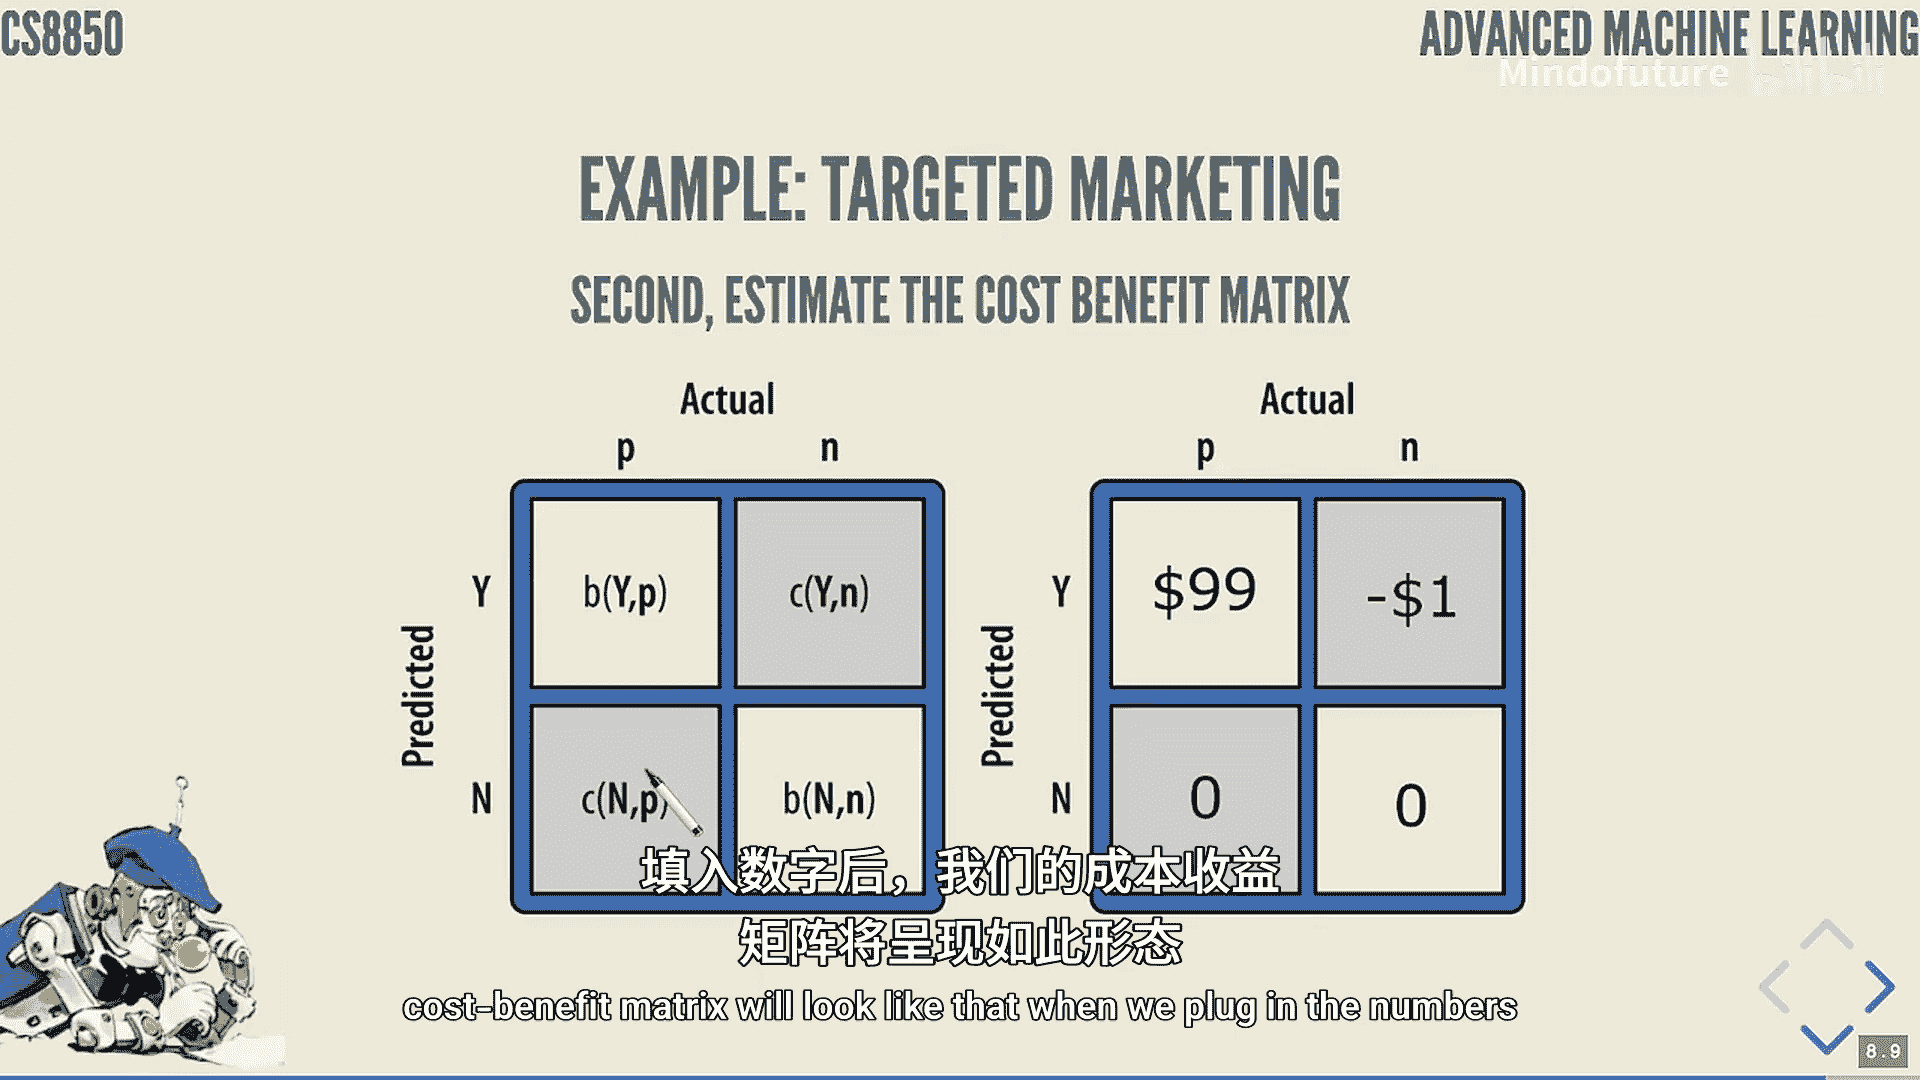 CS8850
ADVANCED MACHINE LEARNING
Mindofuture bilibili
EXAMPLE: TARGETED MARKETING
SECOND, ESTIMATE THE COST BENEFIT MATRIX
Actual
p n
Predicted
Y b(Y,p) c(Y,n)
N c(N,p) b(N,n)
Actual
p n
Predicted
Y $99 -$1
N 0 0
填入数字后，我们的成本收益
矩阵将呈现如此形态
cost-benefit matrix will look like that when we plug in the numbers
8.9